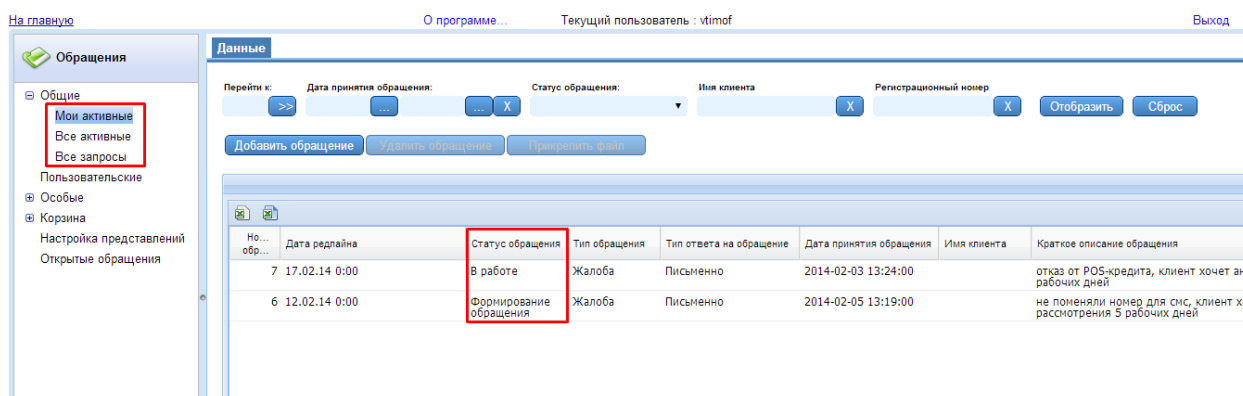 На главную О программе... Текущий пользователь : vtimof Выход
Обращения
Общие
Мои активные
Все активные
Все запросы
Пользовательские
Особые
Корзина
Настройка представлений
Открытые обращения
Данные
Перейти к: Дата принятия обращения: Статус обращения: Имя клиента Регистрационный номер
>> ... ... X X X Отобразить Сброс
Добавить обращение Удалить обращение Прикрепить файл
Но... обр... Дата редлайна Статус обращения Тип обращения Тип ответа на обращение Дата принятия обращения Имя клиента Краткое описание обращения
7 17.02.14 0:00 В работе Жалоба Письменно 2014-02-03 13:24:00 отказ от POS-кредита, клиент хочет ан
рабочих дней
6 12.02.14 0:00 Формирование обращения Жалоба Письменно 2014-02-05 13:19:00 не поменяли номер для смс, клиент х
рассмотрения 5 рабочих дней